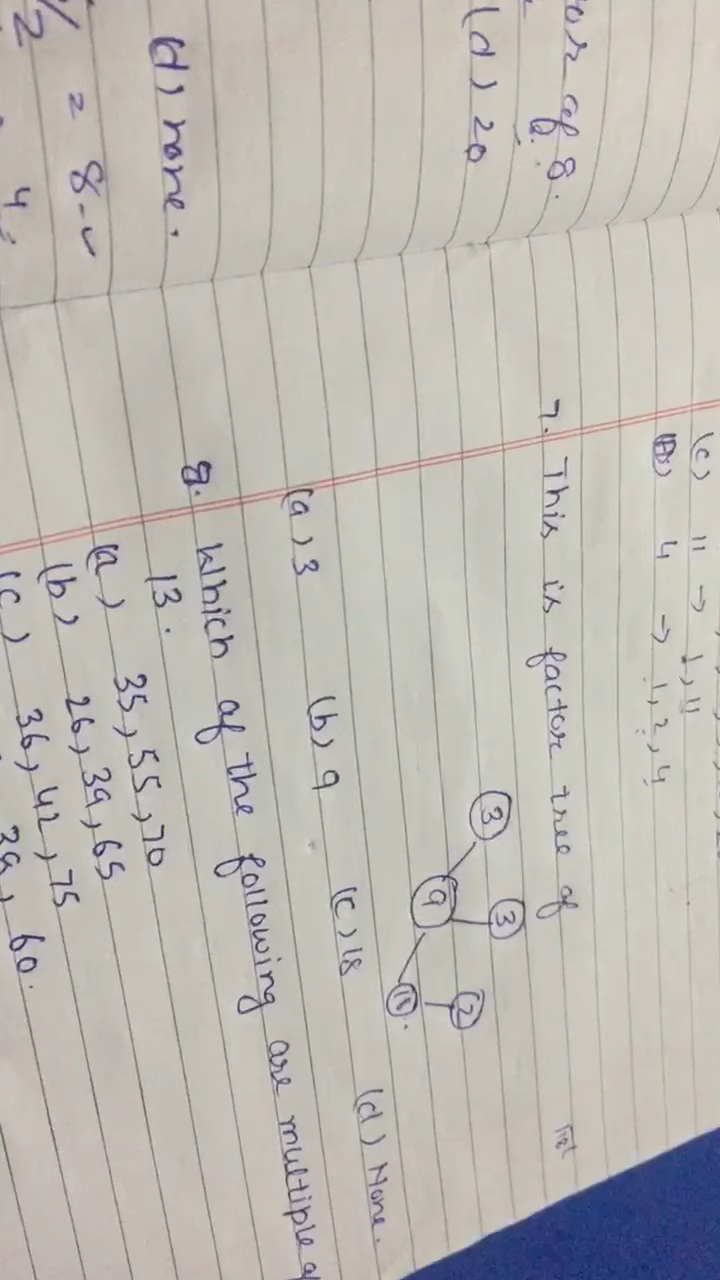 or of 8.
(d) 20
(d) none.
= 8
(c) 11 → 1, 11
4 → 1, 2, 4
7. This is factor tree of
3 3
9 2
18.
(a) 3 (b) 9 (c) 18 (d) None.
8. Which of the following are multiple of
13.
(a) 35, 55, 70
(b) 26, 39, 65
(c) 36, 42, 75
39, 60.